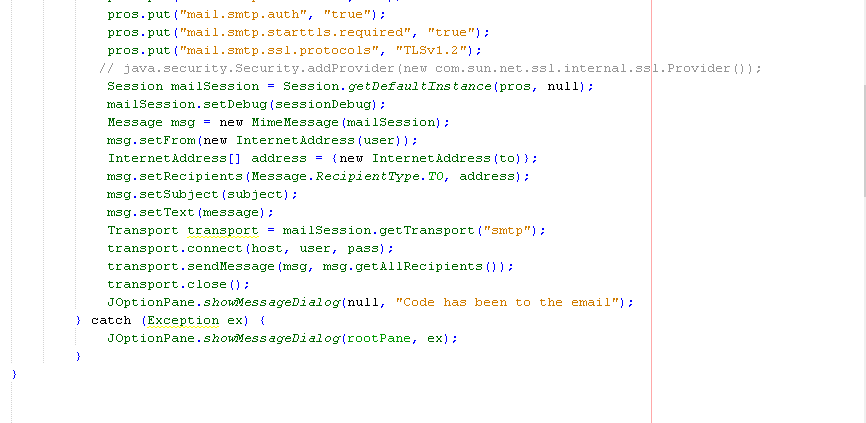 pros.put("mail.smtp.auth", "true");
pros.put("mail.smtp.starttls.required", "true");
pros.put("mail.smtp.ssl.protocols", "TLSv1.2");
// java.security.Security.addProvider(new com.sun.net.ssl.internal.ssl.Provider());
Session mailSession = Session.getDefaultInstance(pros, null);
mailSession.setDebug(sessionDebug);
Message msg = new MimeMessage(mailSession);
msg.setFrom(new InternetAddress(user));
InternetAddress[] address = {new InternetAddress(to)};
msg.setRecipients(Message.RecipientType.TO, address);
msg.setSubject(subject);
msg.setText(message);
Transport transport = mailSession.getTransport("smtp");
transport.connect(host, user, pass);
transport.sendMessage(msg, msg.getAllRecipients());
transport.close();
JOptionPane.showMessageDialog(null, "Code has been to the email");
} catch (Exception ex) {
JOptionPane.showMessageDialog(rootPane, ex);
}
}